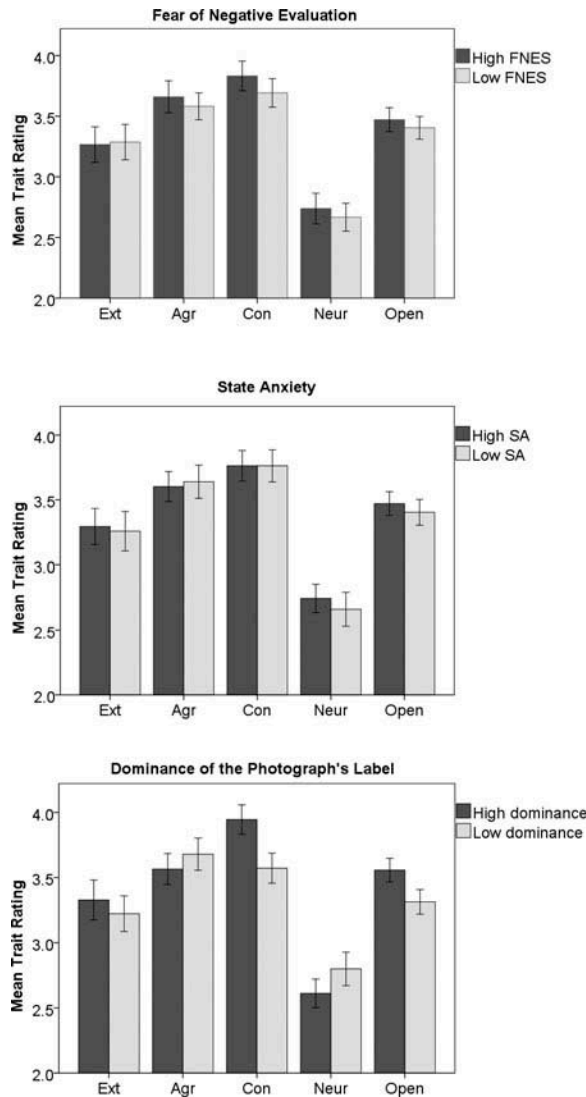 Fear of Negative Evaluation
High FNES
Low FNES
Mean Trait Rating
4.0
3.5
3.0
2.5
2.0
Ext Agr Con Neur Open
State Anxiety
High SA
Low SA
Mean Trait Rating
4.0
3.5
3.0
2.5
2.0
Ext Agr Con Neur Open
Dominance of the Photograph's Label
High dominance
Low dominance
Mean Trait Rating
4.0
3.5
3.0
2.5
2.0
Ext Agr Con Neur Open